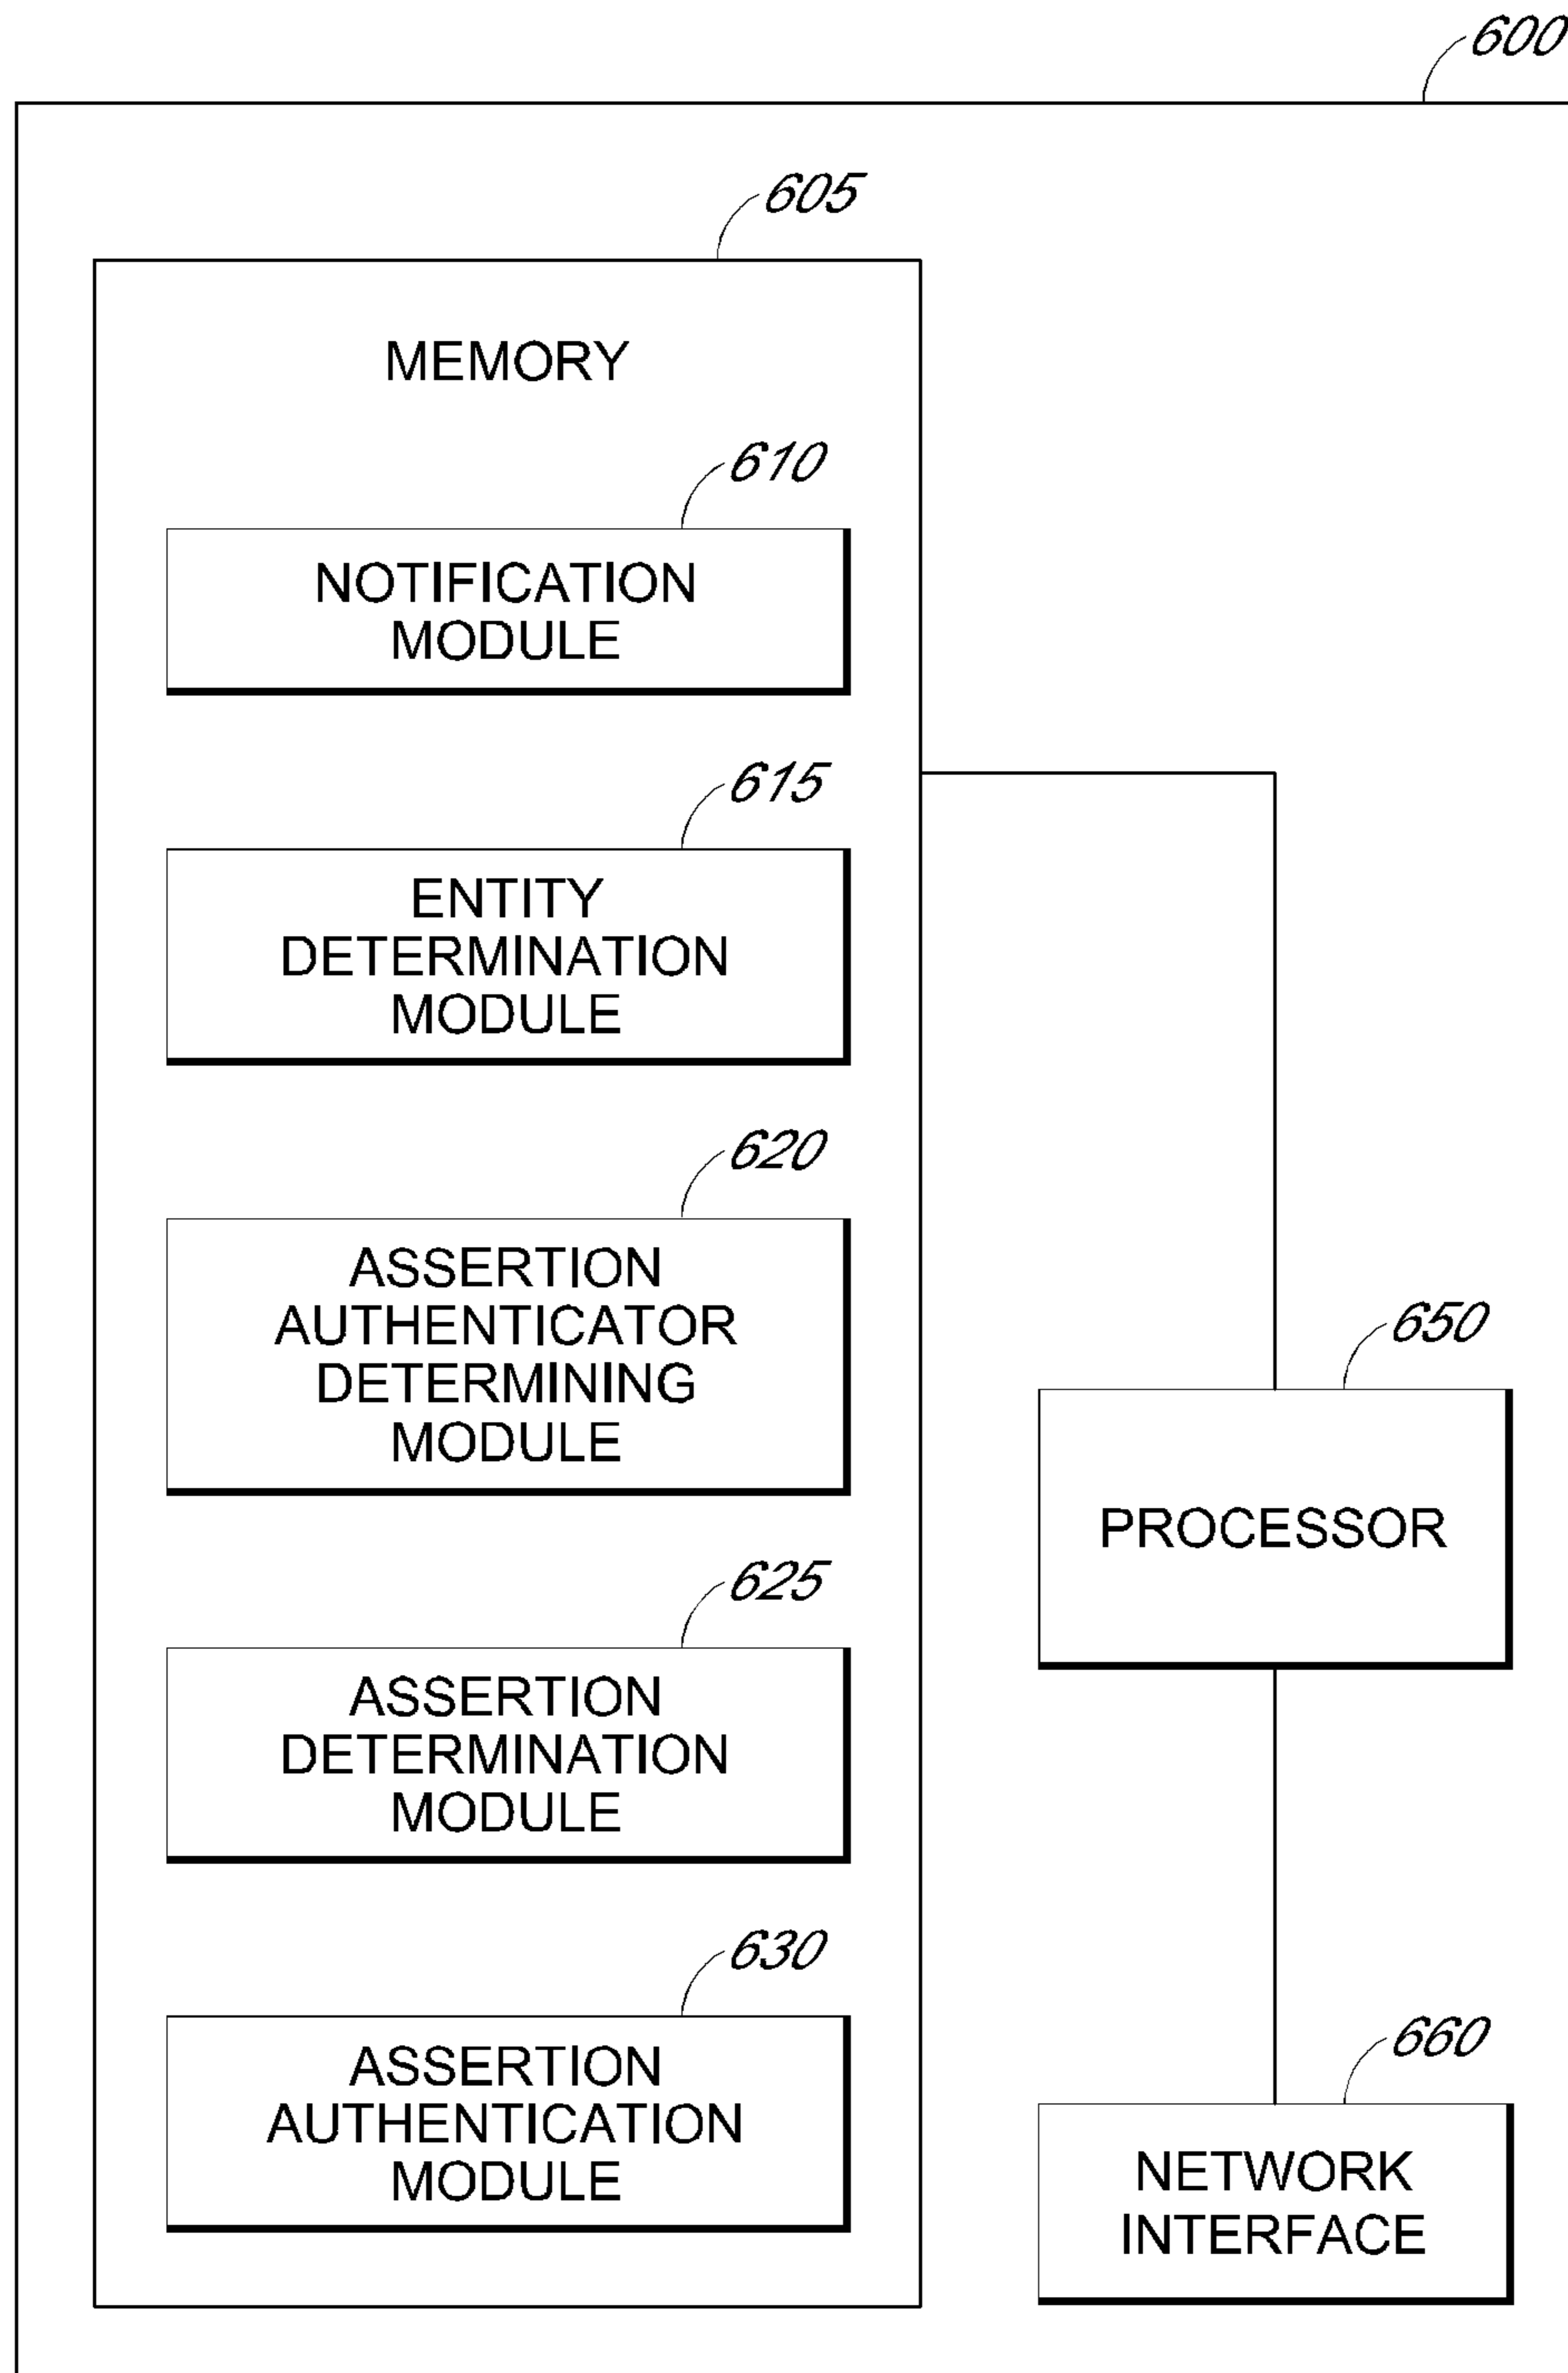 600
605
MEMORY
610
NOTIFICATION
MODULE
615
ENTITY
DETERMINATION
MODULE
620
ASSERTION
AUTHENTICATOR
DETERMINING
MODULE
650
PROCESSOR
625
ASSERTION
DETERMINATION
MODULE
630
ASSERTION
AUTHENTICATION
MODULE
660
NETWORK
INTERFACE